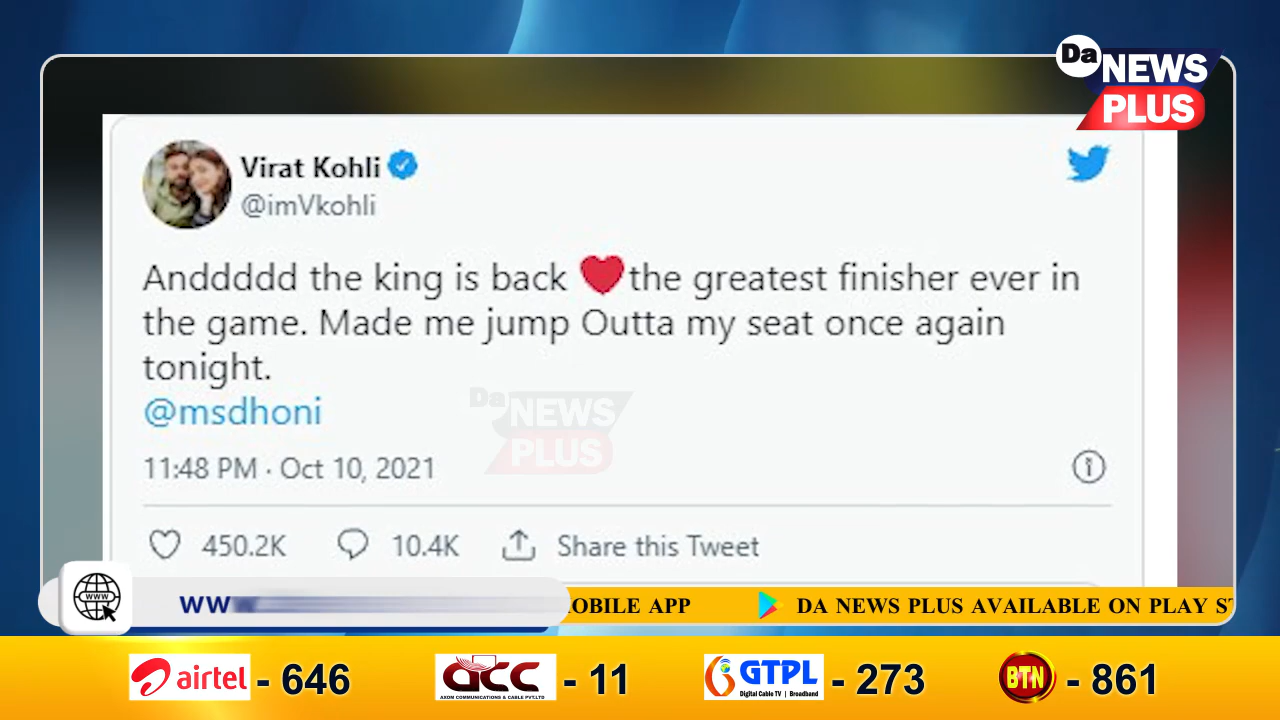 Da NEWS PLUS
Virat Kohli
@imVkohli
Anddddd the king is back ❤️the greatest finisher ever in
the game. Made me jump Outta my seat once again
tonight.
@msdhoni
Da NEWS PLUS
11:48 PM · Oct 10, 2021
450.2K 10.4K Share this Tweet
WWW
WW
OBILE APP DA NEWS PLUS AVAILABLE ON PLAY
airtel - 646
ACC - 11
AXOM COMMUNICATIONS & CABLE PVT.LTD
GTPL - 273
Digital Cable TV | Broadband
BTN - 861